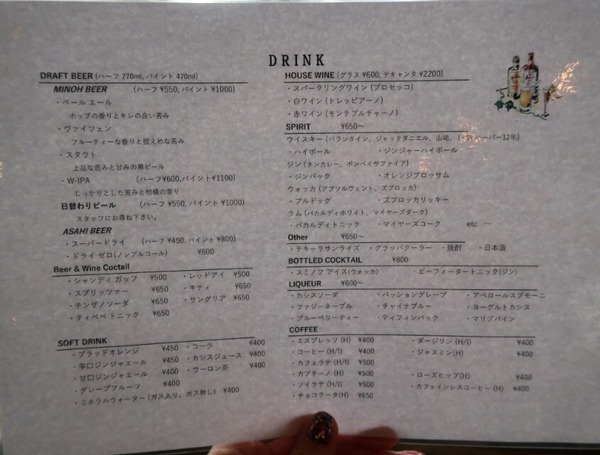 DRINK
DRAFT BEER (ハーフ 270ml, パイント 470ml)
MINOH BEER (ハーフ ¥550, パイント ¥1000)
・ペール エール
ホップの香りとキレの良い苦み
・ヴァイツェン
フルーティーな香りと控えめな苦み
・スタウト
上品な苦みと甘みの黒ビール
・W-IPA (ハーフ¥600,パイント¥1100)
しっかりとした苦みと柑橘の香り
日替わりビール (ハーフ ¥550, パイント ¥1000)
スタッフにお尋ね下さい。
ASAHI BEER
・スーパードライ (ハーフ ¥450, パイント ¥800)
・ドライ ゼロ(ノンアルコール) ¥600
Beer & Wine Coctail
・シャンディ ガッフ ¥500 ・レッドアイ ¥500
・スプリッツァー ¥650 ・キティ ¥650
・チンザノソーダ ¥650 ・サングリア ¥650
・ティペペ トニック ¥650
SOFT DRINK
・ブラッドオレンジ ¥450 ・コーラ ¥400
・辛口ジンジャエール ¥450 ・カシスジュース ¥400
・甘口ジンジャエール ¥400 ・ウーロン茶 ¥400
・グレープフルーツ ¥400
・ミネラルウォーター (ガス入り。ガス無し) ¥400
HOUSE WINE (グラス ¥600, デキャンタ ¥2200)
・スパークリングワイン (プロセッコ)
・白ワイン (トレッビアーノ)
・赤ワイン (モンテプルチャーノ)
SPIRIT ¥650～
ウイスキー (バランタイン、ジャックダニエル、山崎、
・ハイボール ・ジンジャーハイボール
ジン (タンカレー、ボンベイサファイア)
・ジンバック ・オレンジブロッサム
ウォッカ (アブソルヴェント、ズブロッカ)
・ブルドッグ ・ズブロッカリッキー
ラム (バカルディホワイト、マイヤーズダーク)
・バカルディトニック ・マイヤーズコーク etc …
Other ¥650～
・テキーラサンライズ ・グラッパクーラー ・焼酎 ・日本酒
BOTTLED COCKTAIL ¥800
・スミノフ アイス(ウォッカ) ・ビーフィータートニック(ジン)
LIQUEUR ¥600～
・カシスソーダ ・パッショングレープ ・アペロールスプモーニ
・ファジーネーブル ・チャイナブルー ・ヨーグルトカシス
・ブルーベリーティー ・ティフィンバック ・マリブパイン
COFFEE
・エスプレッソ (H) ¥400 ・ダージリン (H/I) ¥400
・コーヒー (H/I) ¥400 ・ジャスミン(H) ¥400
・カフェラテ (H/I) ¥500
・カプチーノ (H) ¥500 ・ローズヒップ(H) ¥400
・ソイラテ (H/I) ¥500 ・カフェインレスコーヒー (H) ¥400
・チョコラータ(H) ¥650